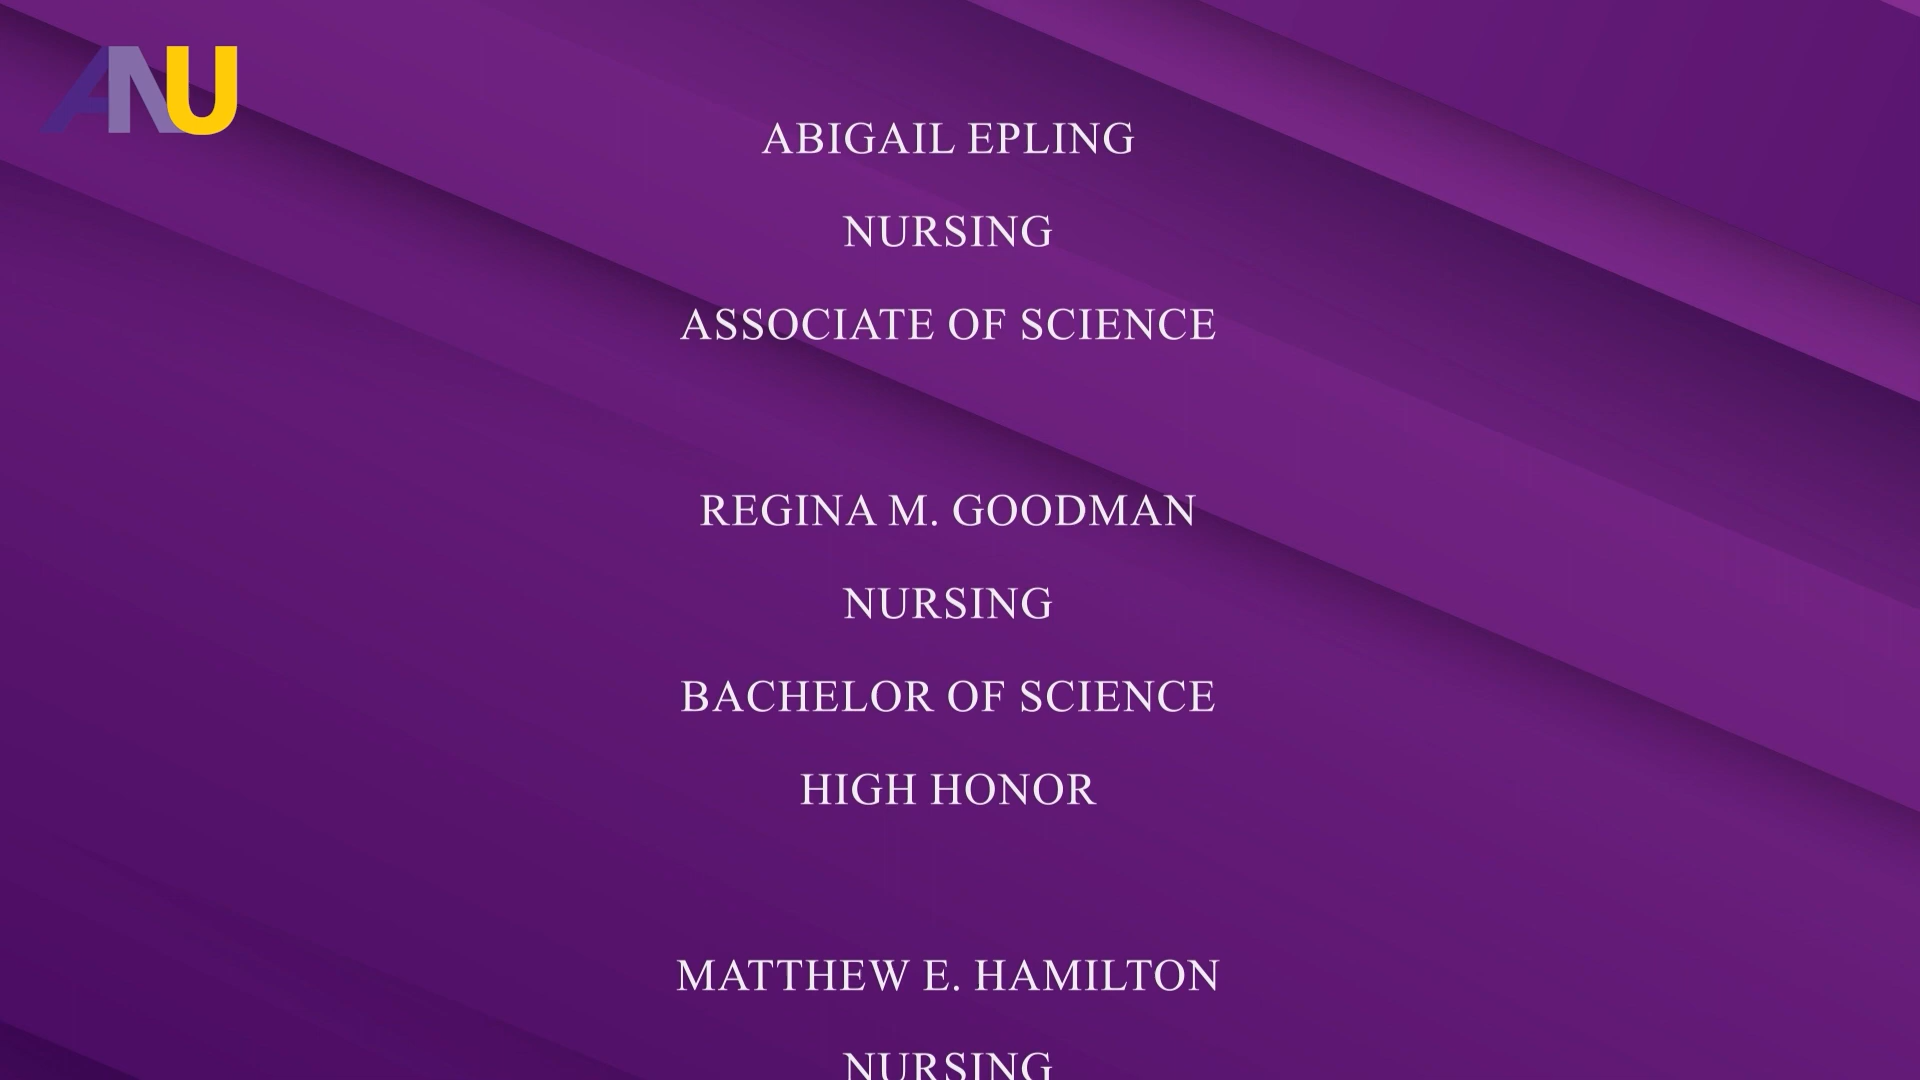 ANU
ABIGAIL EPLING
NURSING
ASSOCIATE OF SCIENCE
REGINA M. GOODMAN
NURSING
BACHELOR OF SCIENCE
HIGH HONOR
MATTHEW E. HAMILTON
NURSING